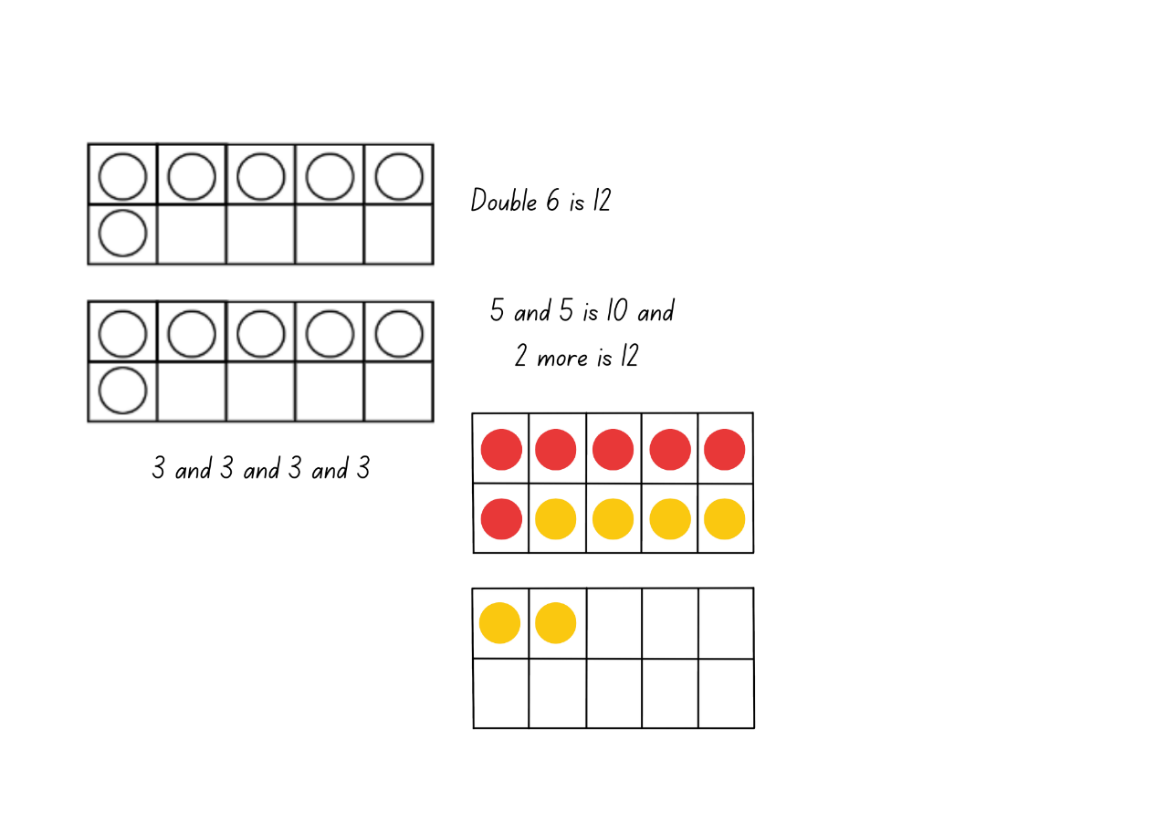 Double 6 is 12
5 and 5 is 10 and
2 more is 12
3 and 3 and 3 and 3